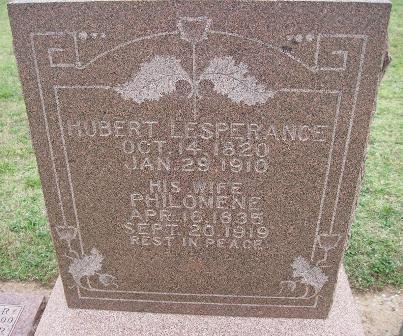 HUBERT LESPERANCE
OCT. 14. 1820
JAN. 29. 1910
HIS WIFE
PHILOMENE
APR. 16. 1835
SEPT. 20. 1919
REST IN PEACE